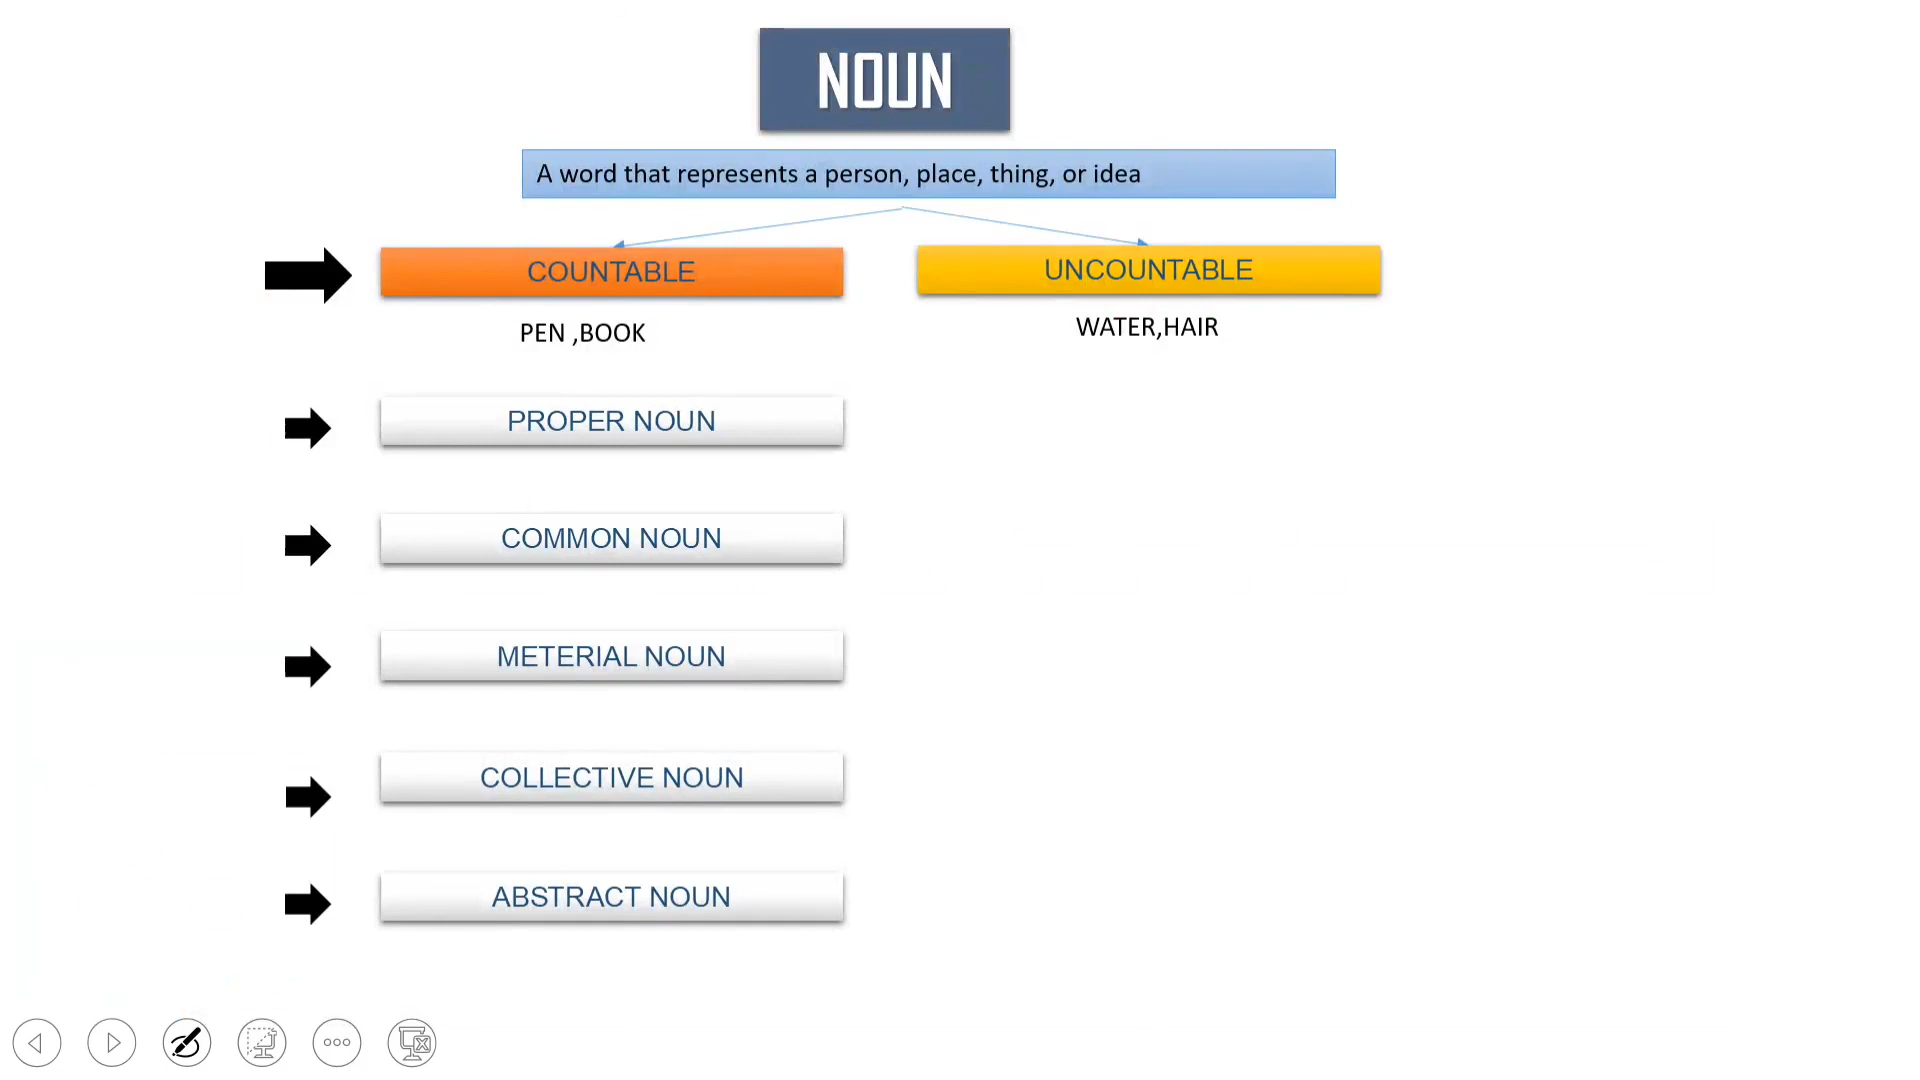 NOUN
A word that represents a person, place, thing, or idea
COUNTABLE
UNCOUNTABLE
PEN ,BOOK
WATER,HAIR
PROPER NOUN
COMMON NOUN
METERIAL NOUN
COLLECTIVE NOUN
ABSTRACT NOUN